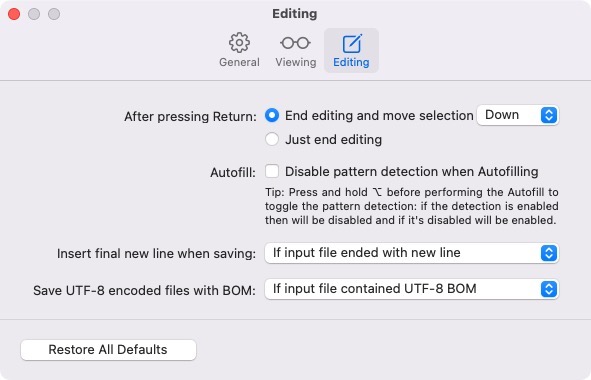 Editing
General Viewing Editing
After pressing Return: End editing and move selection Down
Just end editing
Autofill: Disable pattern detection when Autofilling
Tip: Press and hold ⌥ before performing the Autofill to
toggle the pattern detection: if the detection is enabled
then will be disabled and if it's disabled will be enabled.
Insert final new line when saving: If input file ended with new line
Save UTF-8 encoded files with BOM: If input file contained UTF-8 BOM
Restore All Defaults